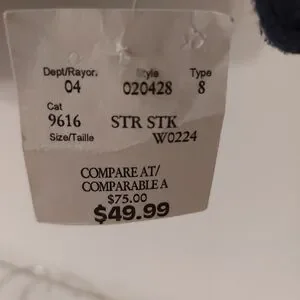 Dept/Rayor. Style Type
04 020428 8
Cat
9616 STR STK
Size/Taille W0224
COMPARE AT/
COMPARABLE A
$75.00
$49.99